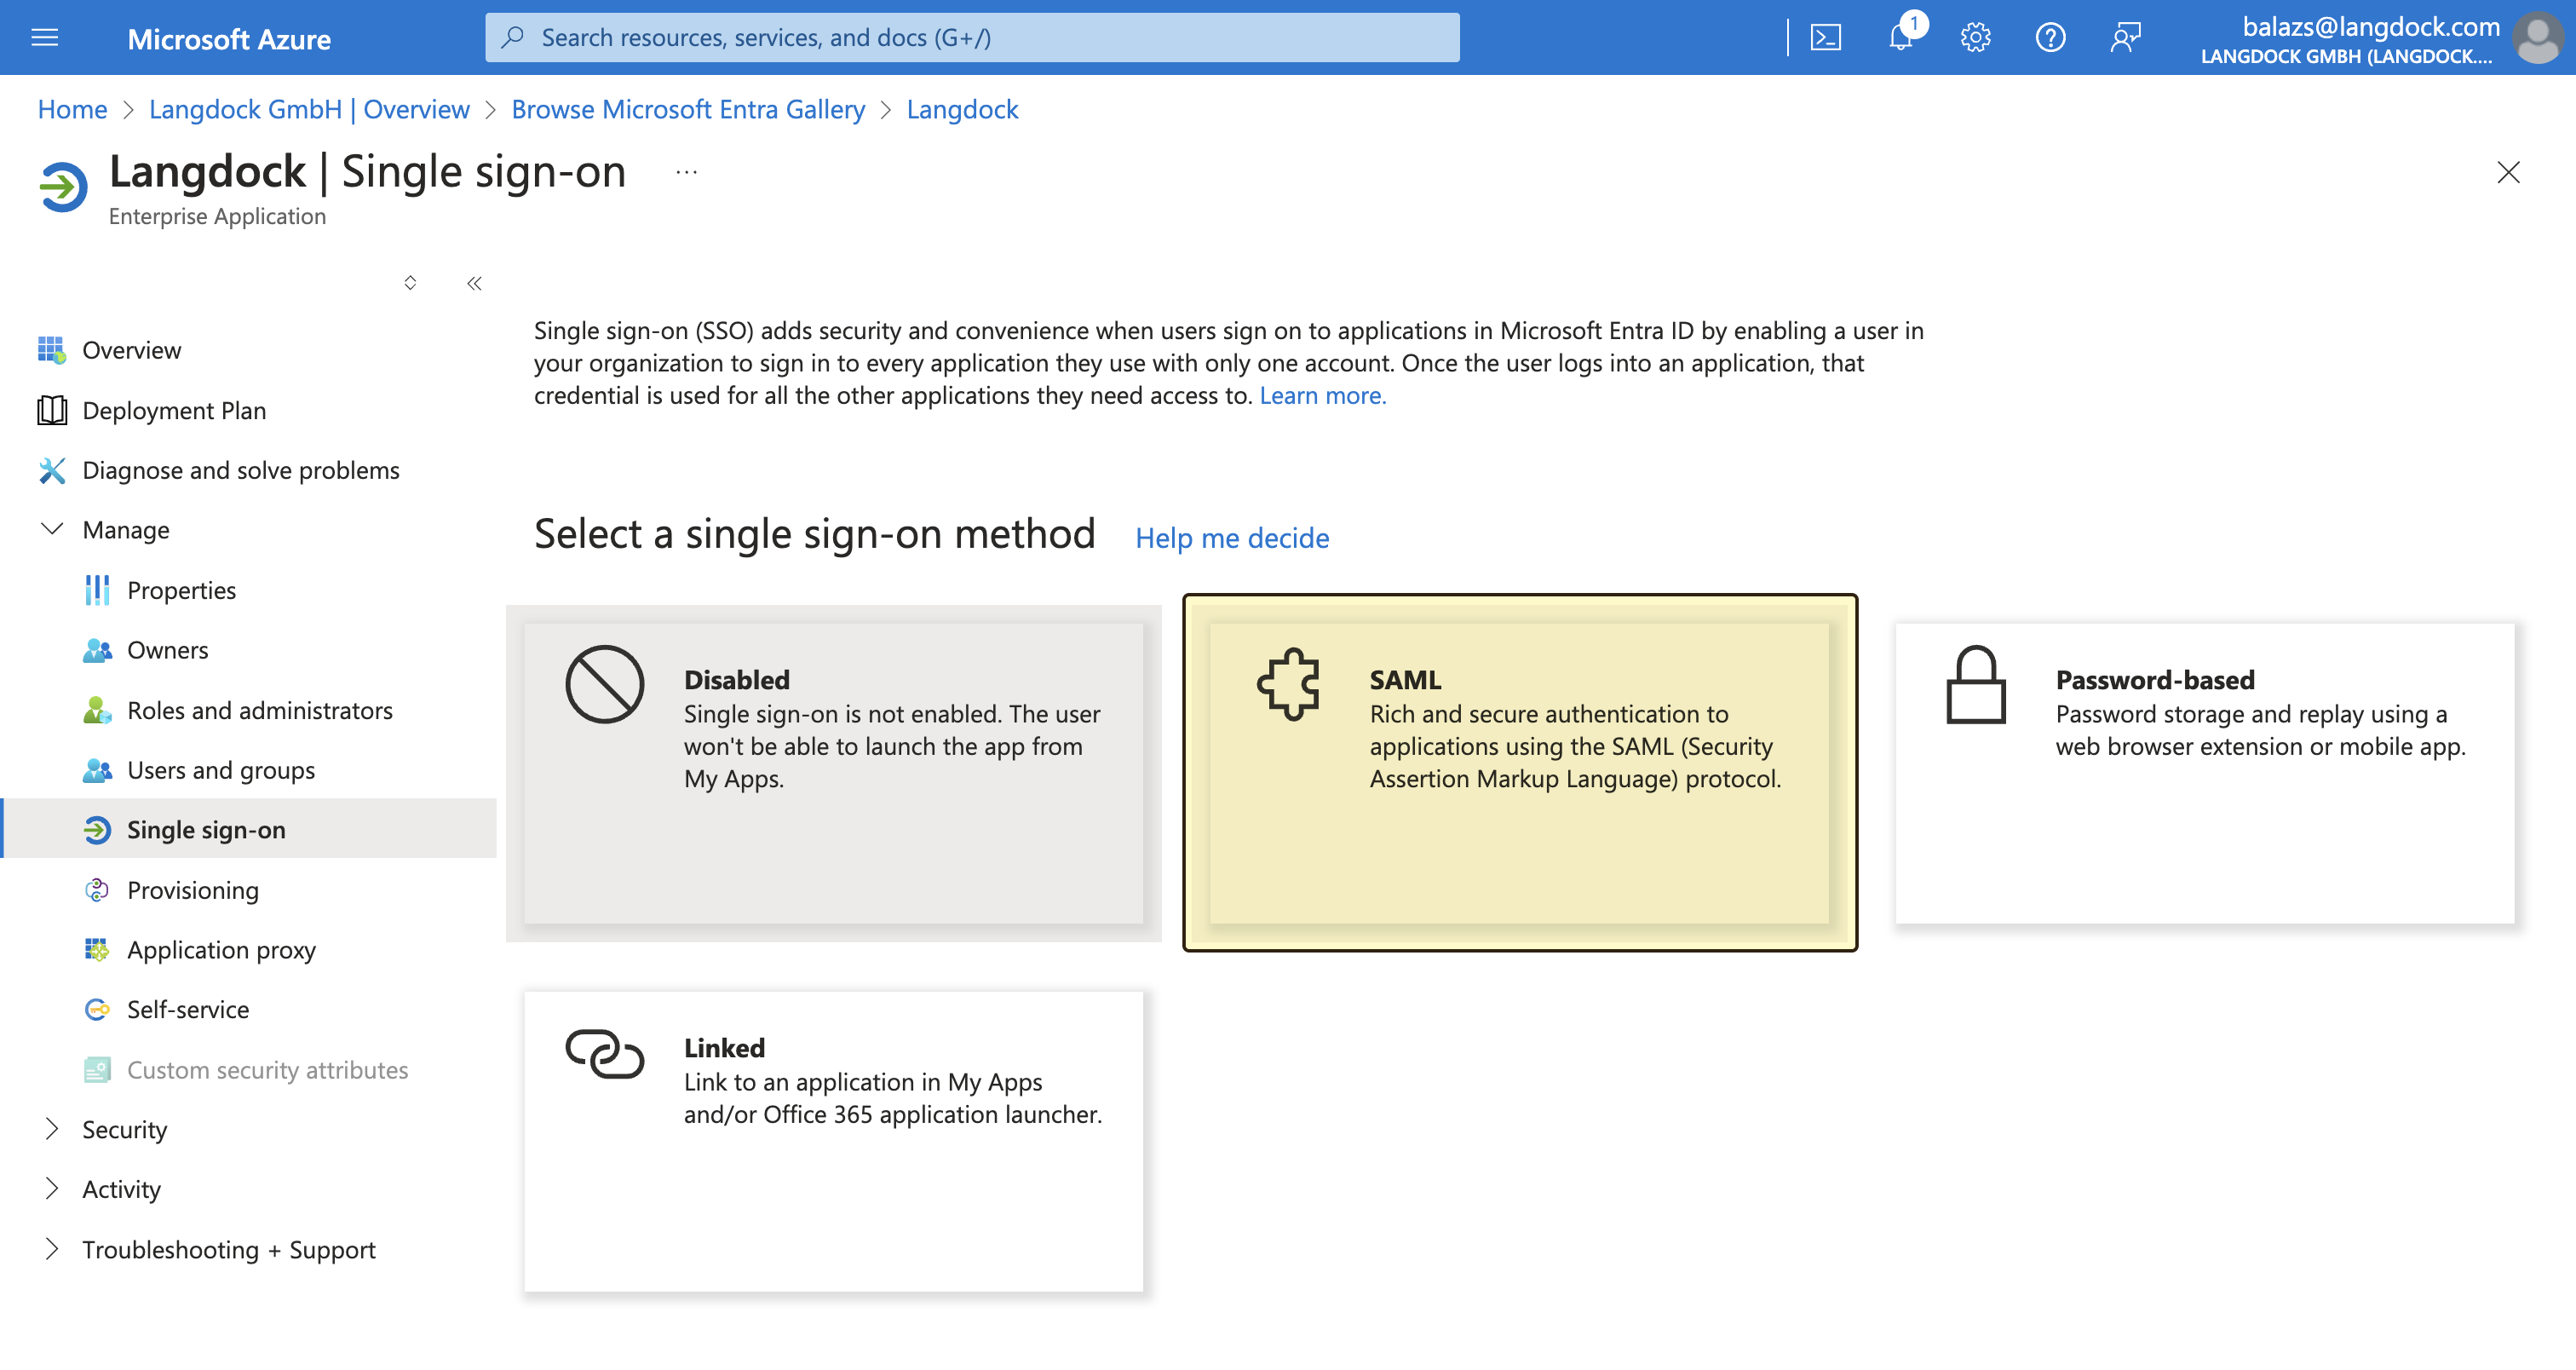 Microsoft Azure
Search resources, services, and docs (G+/)
1
balazs@langdock.com
LANGDOCK GMBH (LANGDOCK....
Home > Langdock GmbH | Overview > Browse Microsoft Entra Gallery > Langdock
Langdock | Single sign-on ...
Enterprise Application
Overview
Deployment Plan
Diagnose and solve problems
Manage
Properties
Owners
Roles and administrators
Users and groups
Single sign-on
Provisioning
Application proxy
Self-service
Custom security attributes
Security
Activity
Troubleshooting + Support
Single sign-on (SSO) adds security and convenience when users sign on to applications in Microsoft Entra ID by enabling a user in
your organization to sign in to every application they use with only one account. Once the user logs into an application, that
credential is used for all the other applications they need access to. Learn more.
Select a single sign-on method Help me decide
Disabled
Single sign-on is not enabled. The user
won't be able to launch the app from
My Apps.
SAML
Rich and secure authentication to
applications using the SAML (Security
Assertion Markup Language) protocol.
Password-based
Password storage and replay using a
web browser extension or mobile app.
Linked
Link to an application in My Apps
and/or Office 365 application launcher.